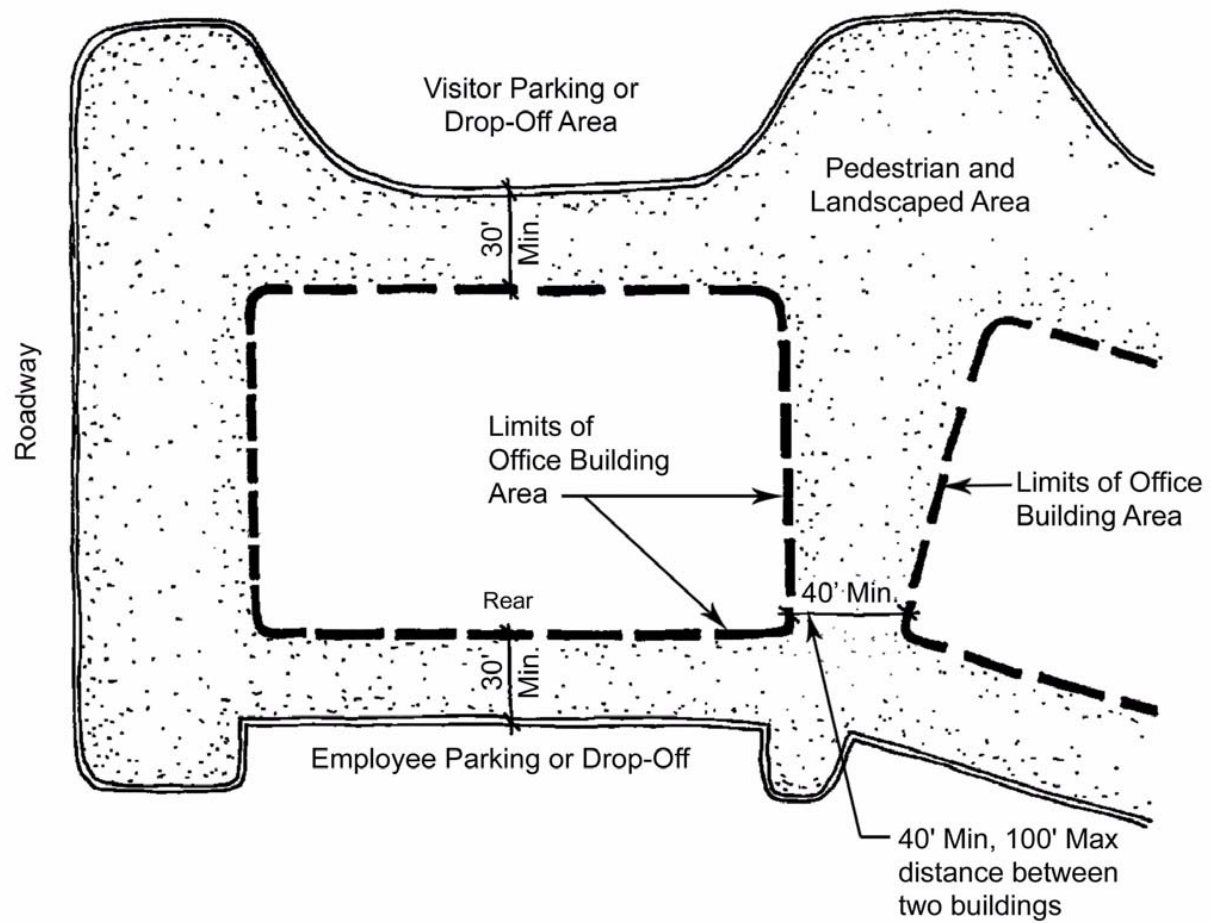 Visitor Parking or
Drop-Off Area
Pedestrian and
Landscaped Area
30'
Min.
Roadway
Limits of
Office Building
Area
Limits of Office
Building Area
40' Min.
Rear
30'
Min.
Employee Parking or Drop-Off
40' Min, 100' Max
distance between
two buildings